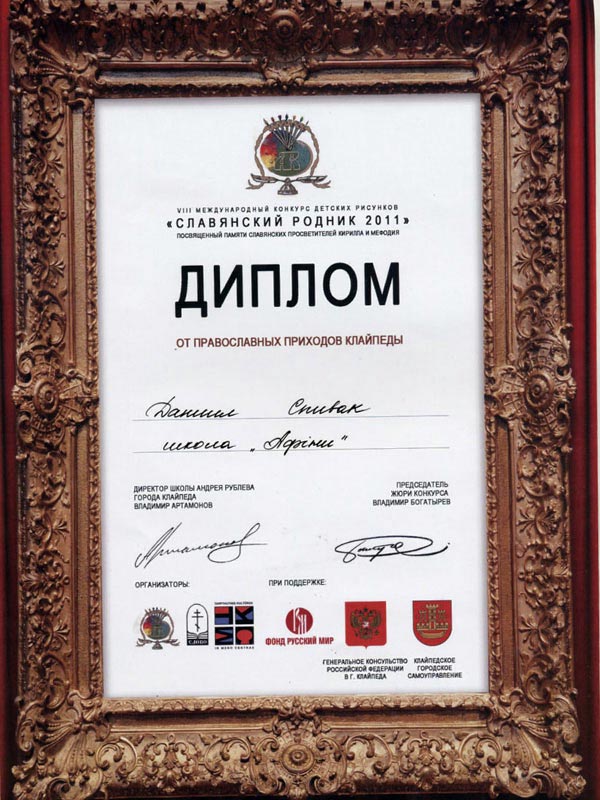 VIII МЕЖДУНАРОДНЫЙ КОНКУРС ДЕТСКИХ РИСУНКОВ
«СЛАВЯНСКИЙ РОДНИК 2011»
ПОСВЯЩЕННЫЙ ПАМЯТИ СЛАВЯНСКИХ ПРОСВЕТИТЕЛЕЙ КИРИЛЛА И МЕФОДИЯ
ДИПЛОМ
ОТ ПРАВОСЛАВНЫХ ПРИХОДОВ КЛАЙПЕДЫ
Даниил Спивак
школа „Афіни"
ДИРЕКТОР ШКОЛЫ АНДРЕЯ РУБЛЕВА
ГОРОДА КЛАЙПЕДА
ВЛАДИМИР АРТАМОНОВ
ПРЕДСЕДАТЕЛЬ
ЖЮРИ КОНКУРСА
ВЛАДИМИР БОГАТЫРЕВ
ОРГАНИЗАТОРЫ:
ПРИ ПОДДЕРЖКЕ:
ФОНД РУССКИЙ МИР
ГЕНЕРАЛЬНОЕ КОНСУЛЬСТВО
РОССИЙСКОЙ ФЕДЕРАЦИИ
В Г. КЛАЙПЕДА
КЛАЙПЕДСКОЕ
ГОРОДСКОЕ
САМОУПРАВЛЕНИЕ